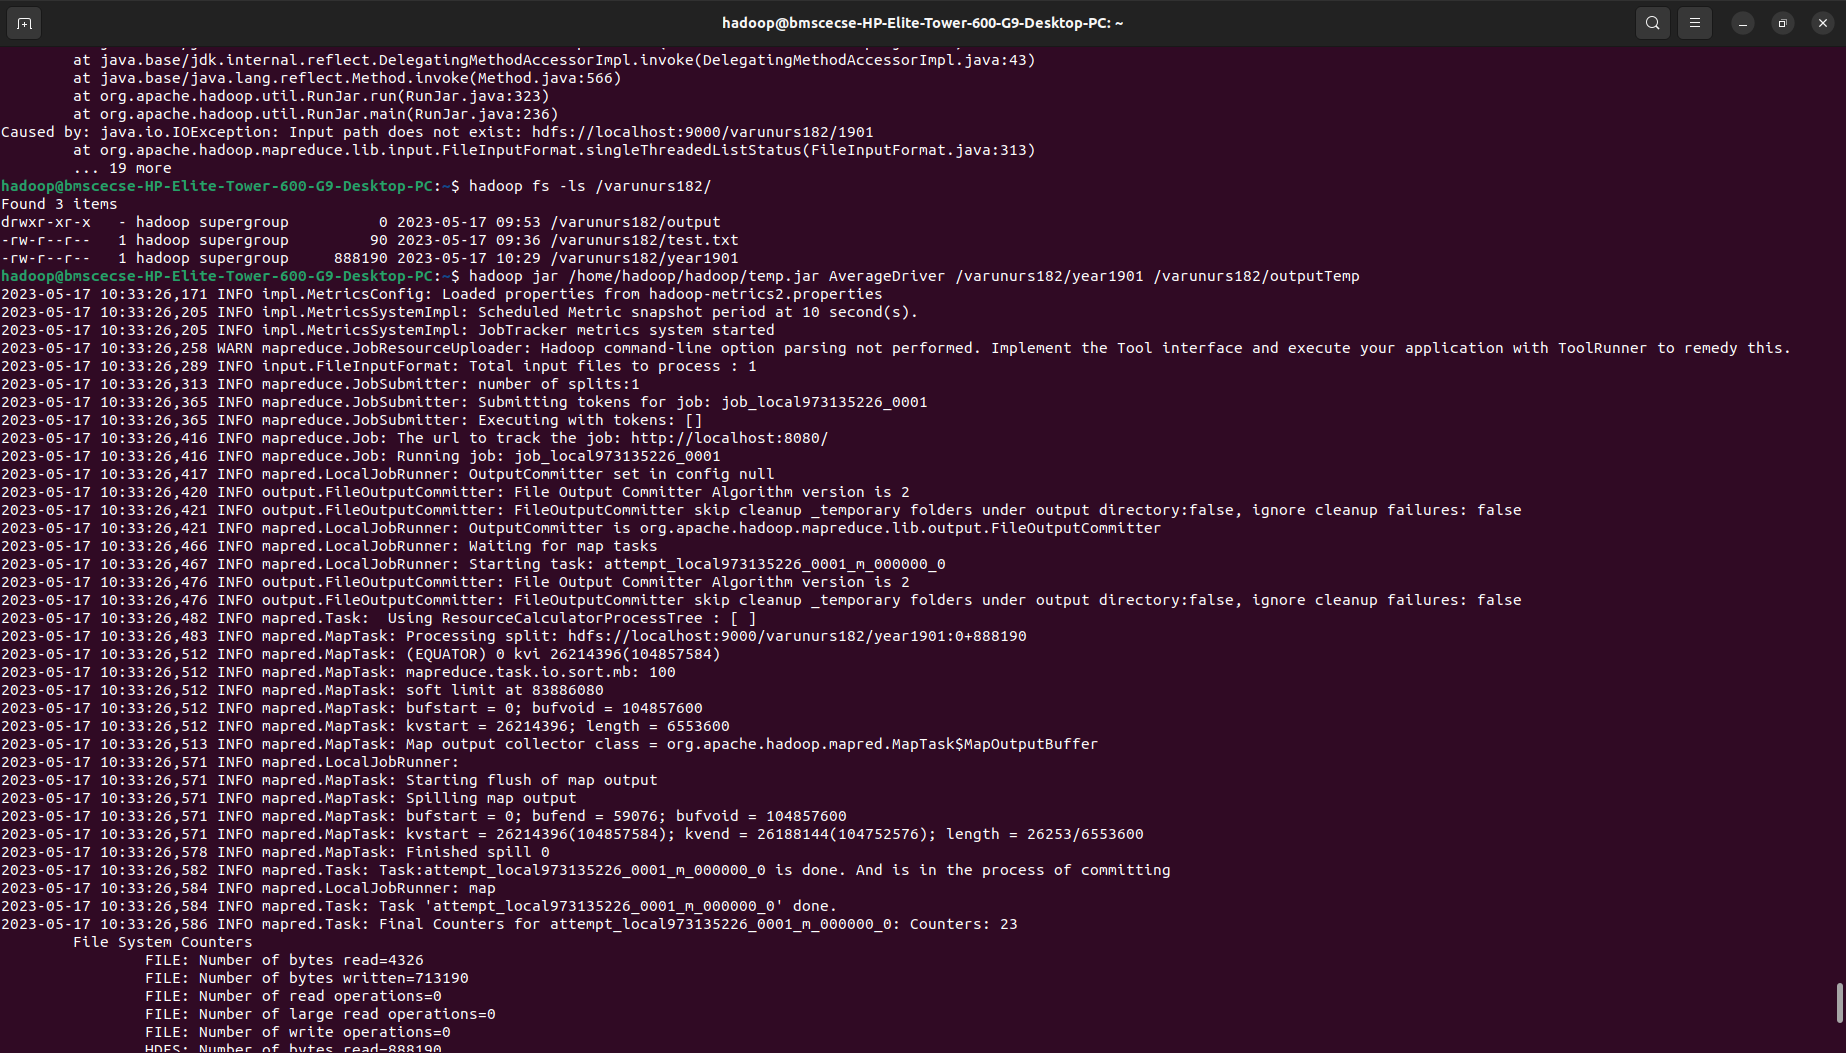 hadoop@bmscecse-HP-Elite-Tower-600-G9-Desktop-PC: ~
        at java.base/jdk.internal.reflect.DelegatingMethodAccessorImpl.invoke(DelegatingMethodAccessorImpl.java:43)
        at java.base/java.lang.reflect.Method.invoke(Method.java:566)
        at org.apache.hadoop.util.RunJar.run(RunJar.java:323)
        at org.apache.hadoop.util.RunJar.main(RunJar.java:236)
Caused by: java.io.IOException: Input path does not exist: hdfs://localhost:9000/varunurs182/1901
        at org.apache.hadoop.mapreduce.lib.input.FileInputFormat.singleThreadedListStatus(FileInputFormat.java:313)
        ... 19 more
hadoop@bmscecse-HP-Elite-Tower-600-G9-Desktop-PC:~$ hadoop fs -ls /varunurs182/
Found 3 items
drwxr-xr-x   - hadoop supergroup          0 2023-05-17 09:53 /varunurs182/output
-rw-r--r--   1 hadoop supergroup         90 2023-05-17 09:36 /varunurs182/test.txt
-rw-r--r--   1 hadoop supergroup     888190 2023-05-17 10:29 /varunurs182/year1901
hadoop@bmscecse-HP-Elite-Tower-600-G9-Desktop-PC:~$ hadoop jar /home/hadoop/hadoop/temp.jar AverageDriver /varunurs182/year1901 /varunurs182/outputTemp
2023-05-17 10:33:26,171 INFO impl.MetricsConfig: Loaded properties from hadoop-metrics2.properties
2023-05-17 10:33:26,205 INFO impl.MetricsSystemImpl: Scheduled Metric snapshot period at 10 second(s).
2023-05-17 10:33:26,205 INFO impl.MetricsSystemImpl: JobTracker metrics system started
2023-05-17 10:33:26,258 WARN mapreduce.JobResourceUploader: Hadoop command-line option parsing not performed. Implement the Tool interface and execute your application with ToolRunner to remedy this.
2023-05-17 10:33:26,289 INFO input.FileInputFormat: Total input files to process : 1
2023-05-17 10:33:26,313 INFO mapreduce.JobSubmitter: number of splits:1
2023-05-17 10:33:26,365 INFO mapreduce.JobSubmitter: Submitting tokens for job: job_local973135226_0001
2023-05-17 10:33:26,365 INFO mapreduce.JobSubmitter: Executing with tokens: []
2023-05-17 10:33:26,416 INFO mapreduce.Job: The url to track the job: http://localhost:8080/
2023-05-17 10:33:26,416 INFO mapreduce.Job: Running job: job_local973135226_0001
2023-05-17 10:33:26,417 INFO mapred.LocalJobRunner: OutputCommitter set in config null
2023-05-17 10:33:26,420 INFO output.FileOutputCommitter: File Output Committer Algorithm version is 2
2023-05-17 10:33:26,421 INFO output.FileOutputCommitter: FileOutputCommitter skip cleanup _temporary folders under output directory:false, ignore cleanup failures: false
2023-05-17 10:33:26,421 INFO mapred.LocalJobRunner: OutputCommitter is org.apache.hadoop.mapreduce.lib.output.FileOutputCommitter
2023-05-17 10:33:26,466 INFO mapred.LocalJobRunner: Waiting for map tasks
2023-05-17 10:33:26,467 INFO mapred.LocalJobRunner: Starting task: attempt_local973135226_0001_m_000000_0
2023-05-17 10:33:26,476 INFO output.FileOutputCommitter: File Output Committer Algorithm version is 2
2023-05-17 10:33:26,476 INFO output.FileOutputCommitter: FileOutputCommitter skip cleanup _temporary folders under output directory:false, ignore cleanup failures: false
2023-05-17 10:33:26,482 INFO mapred.Task:  Using ResourceCalculatorProcessTree : [ ]
2023-05-17 10:33:26,483 INFO mapred.MapTask: Processing split: hdfs://localhost:9000/varunurs182/year1901:0+888190
2023-05-17 10:33:26,512 INFO mapred.MapTask: (EQUATOR) 0 kvi 26214396(104857584)
2023-05-17 10:33:26,512 INFO mapred.MapTask: mapreduce.task.io.sort.mb: 100
2023-05-17 10:33:26,512 INFO mapred.MapTask: soft limit at 83886080
2023-05-17 10:33:26,512 INFO mapred.MapTask: bufstart = 0; bufvoid = 104857600
2023-05-17 10:33:26,512 INFO mapred.MapTask: kvstart = 26214396; length = 6553600
2023-05-17 10:33:26,513 INFO mapred.MapTask: Map output collector class = org.apache.hadoop.mapred.MapTask$MapOutputBuffer
2023-05-17 10:33:26,571 INFO mapred.LocalJobRunner:
2023-05-17 10:33:26,571 INFO mapred.MapTask: Starting flush of map output
2023-05-17 10:33:26,571 INFO mapred.MapTask: Spilling map output
2023-05-17 10:33:26,571 INFO mapred.MapTask: bufstart = 0; bufend = 59076; bufvoid = 104857600
2023-05-17 10:33:26,571 INFO mapred.MapTask: kvstart = 26214396(104857584); kvend = 26188144(104752576); length = 26253/6553600
2023-05-17 10:33:26,578 INFO mapred.MapTask: Finished spill 0
2023-05-17 10:33:26,582 INFO mapred.Task: Task:attempt_local973135226_0001_m_000000_0 is done. And is in the process of committing
2023-05-17 10:33:26,584 INFO mapred.LocalJobRunner: map
2023-05-17 10:33:26,584 INFO mapred.Task: Task 'attempt_local973135226_0001_m_000000_0' done.
2023-05-17 10:33:26,586 INFO mapred.Task: Final Counters for attempt_local973135226_0001_m_000000_0: Counters: 23
        File System Counters
                FILE: Number of bytes read=4326
                FILE: Number of bytes written=713190
                FILE: Number of read operations=0
                FILE: Number of large read operations=0
                FILE: Number of write operations=0
                HDFS: Number of bytes read=888190